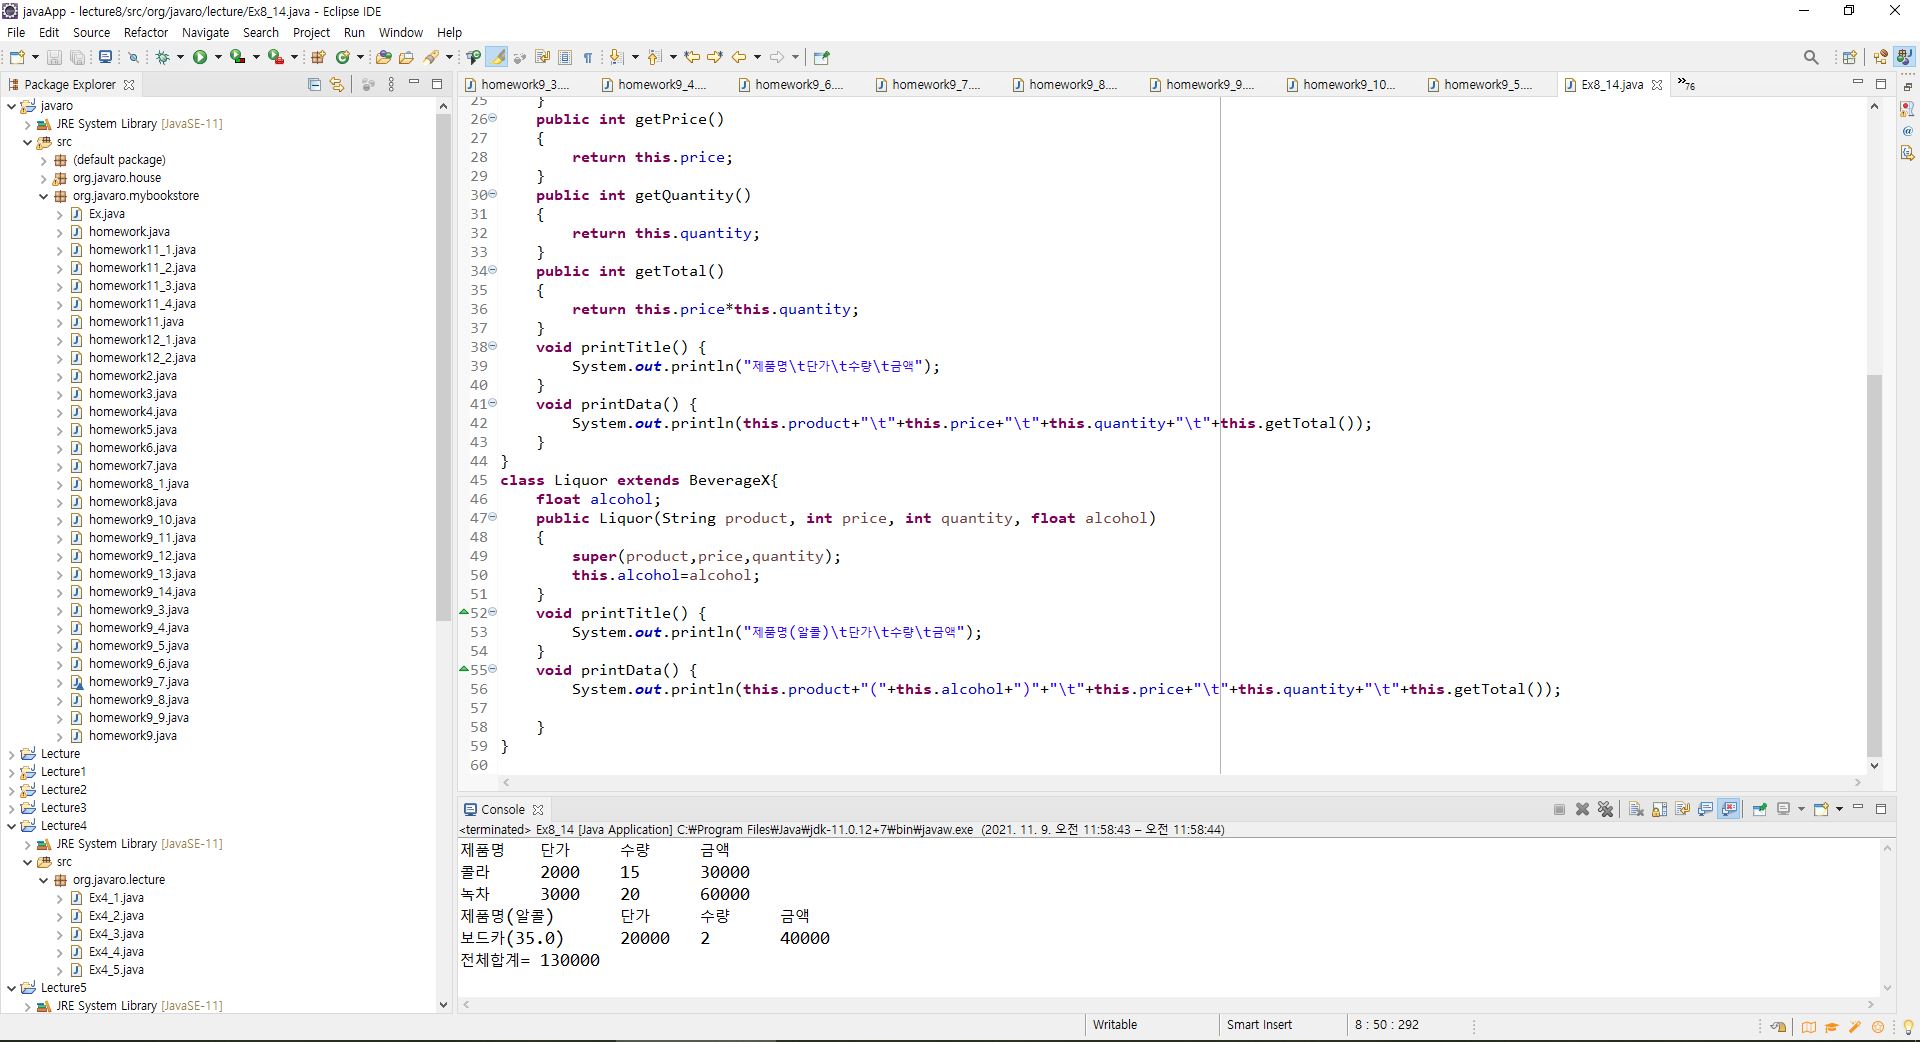 javaApp - lecture8/src/org/javaro/lecture/Ex8_14.java - Eclipse IDE
File Edit Source Refactor Navigate Search Project Run Window Help
Package Explorer
javaro
JRE System Library [JavaSE-11]
src
(default package)
org.javaro.house
org.javaro.mybookstore
Ex.java
homework.java
homework11_1.java
homework11_2.java
homework11_3.java
homework11_4.java
homework11.java
homework12_1.java
homework12_2.java
homework2.java
homework3.java
homework4.java
homework5.java
homework6.java
homework7.java
homework8_1.java
homework8.java
homework9_10.java
homework9_11.java
homework9_12.java
homework9_13.java
homework9_14.java
homework9_3.java
homework9_4.java
homework9_5.java
homework9_6.java
homework9_7.java
homework9_8.java
homework9_9.java
homework9.java
Lecture
Lecture1
Lecture2
Lecture3
Lecture4
JRE System Library [JavaSE-11]
src
org.javaro.lecture
Ex4_1.java
Ex4_2.java
Ex4_3.java
Ex4_4.java
Ex4_5.java
Lecture5
JRE System Library [JavaSE-11]
homework9_3.... homework9_4.... homework9_6.... homework9_7.... homework9_8.... homework9_9.... homework9_10.... homework9_5.... Ex8_14.java »76
25 }
26 public int getPrice()
27 {
28 return this.price;
29 }
30 public int getQuantity()
31 {
32 return this.quantity;
33 }
34 public int getTotal()
35 {
36 return this.price*this.quantity;
37 }
38 void printTitle() {
39 System.out.println("제품명\t단가\t수량\t금액");
40 }
41 void printData() {
42 System.out.println(this.product+"\t"+this.price+"\t"+this.quantity+"\t"+this.getTotal());
43 }
44 }
45 class Liquor extends BeverageX{
46 float alcohol;
47 public Liquor(String product, int price, int quantity, float alcohol)
48 {
49 super(product,price,quantity);
50 this.alcohol=alcohol;
51 }
52 void printTitle() {
53 System.out.println("제품명(알콜)\t단가\t수량\t금액");
54 }
55 void printData() {
56 System.out.println(this.product+"("+this.alcohol+")"+"\t"+this.price+"\t"+this.quantity+"\t"+this.getTotal());
57
58 }
59 }
60
Console
<terminated> Ex8_14 [Java Application] C:₩Program Files₩Java₩jdk-11.0.12+7₩bin₩javaw.exe (2021. 11. 9. 오전 11:58:43 – 오전 11:58:44)
제품명 단가 수량 금액
콜라 2000 15 30000
녹차 3000 20 60000
제품명(알콜) 단가 수량 금액
보드카(35.0) 20000 2 40000
전체합계= 130000
Writable Smart Insert 8 : 50 : 292